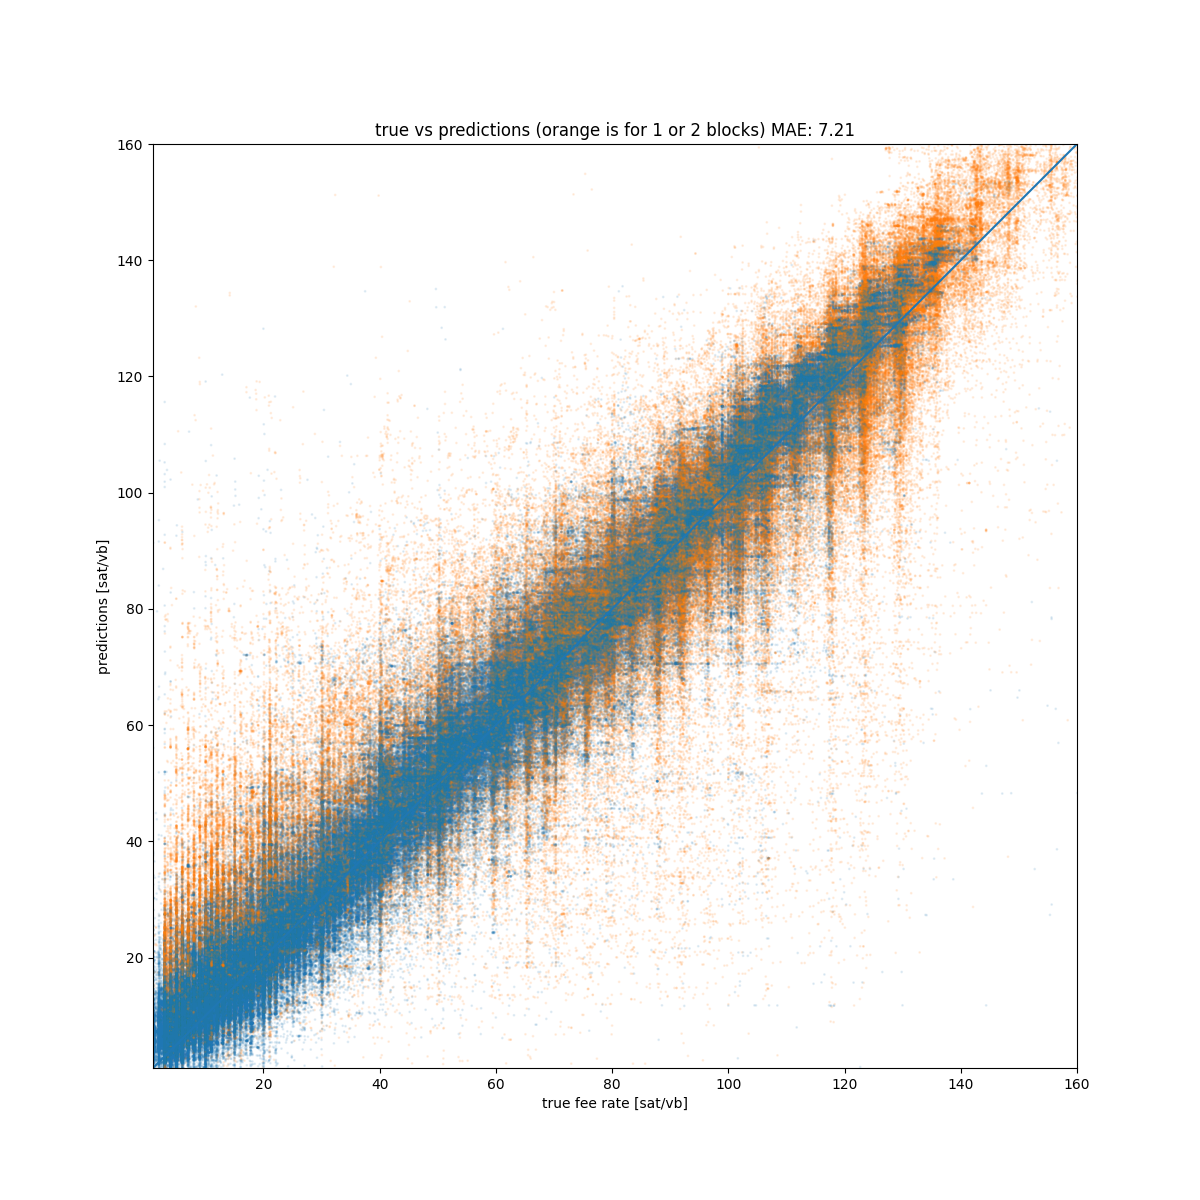 true vs predictions (orange is for 1 or 2 blocks) MAE: 7.21
160
140
120
100
80
60
40
20
predictions [sat/vb]
20 40 60 80 100 120 140 160
true fee rate [sat/vb]